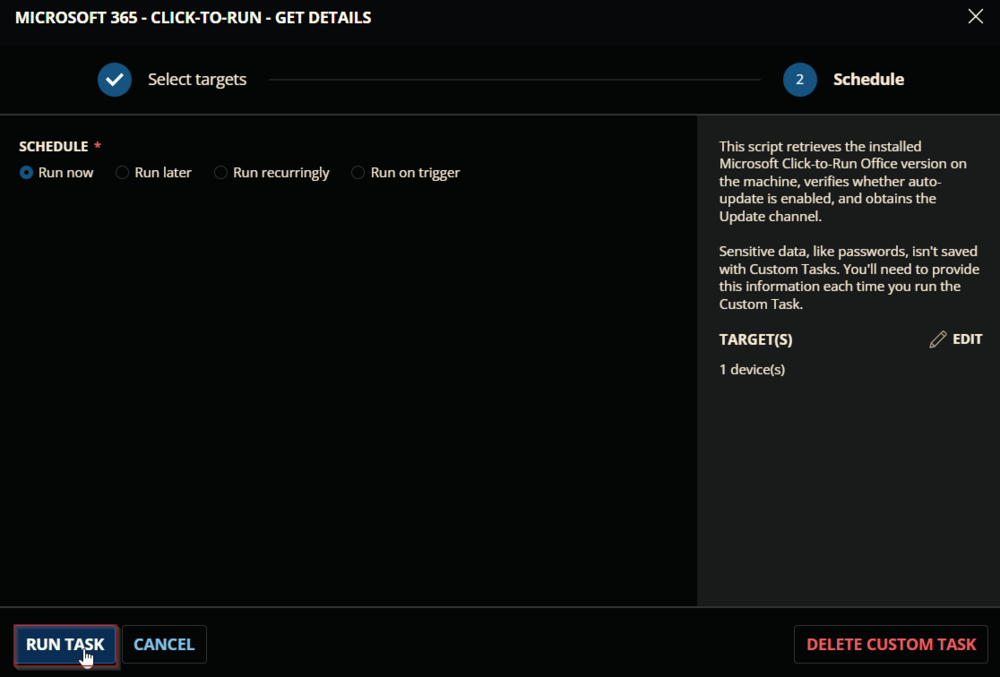 MICROSOFT 365 - CLICK-TO-RUN - GET DETAILS
Select targets
2
Schedule
SCHEDULE *
Run now
Run later
Run recurringly
Run on trigger
This script retrieves the installed
Microsoft Click-to-Run Office version on
the machine, verifies whether auto-
update is enabled, and obtains the
Update channel.
Sensitive data, like passwords, isn't saved
with Custom Tasks. You'll need to provide
this information each time you run the
Custom Task.
TARGET(S)
EDIT
1 device(s)
RUN TASK
CANCEL
DELETE CUSTOM TASK